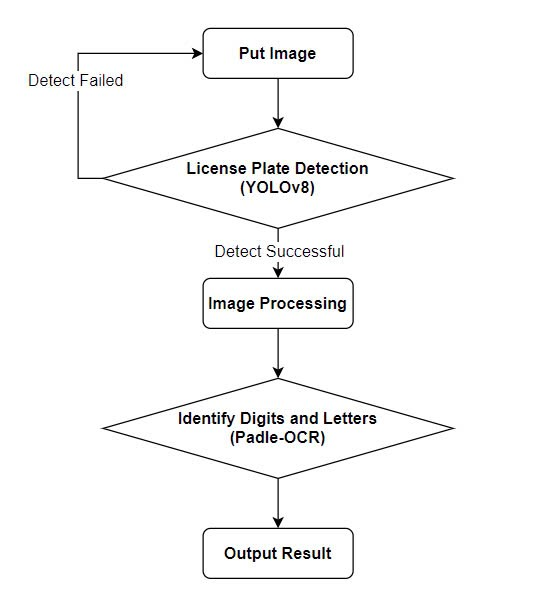 Put Image
Detect Failed
License Plate Detection
(YOLOv8)
Detect Successful
Image Processing
Identify Digits and Letters
(Padle-OCR)
Output Result